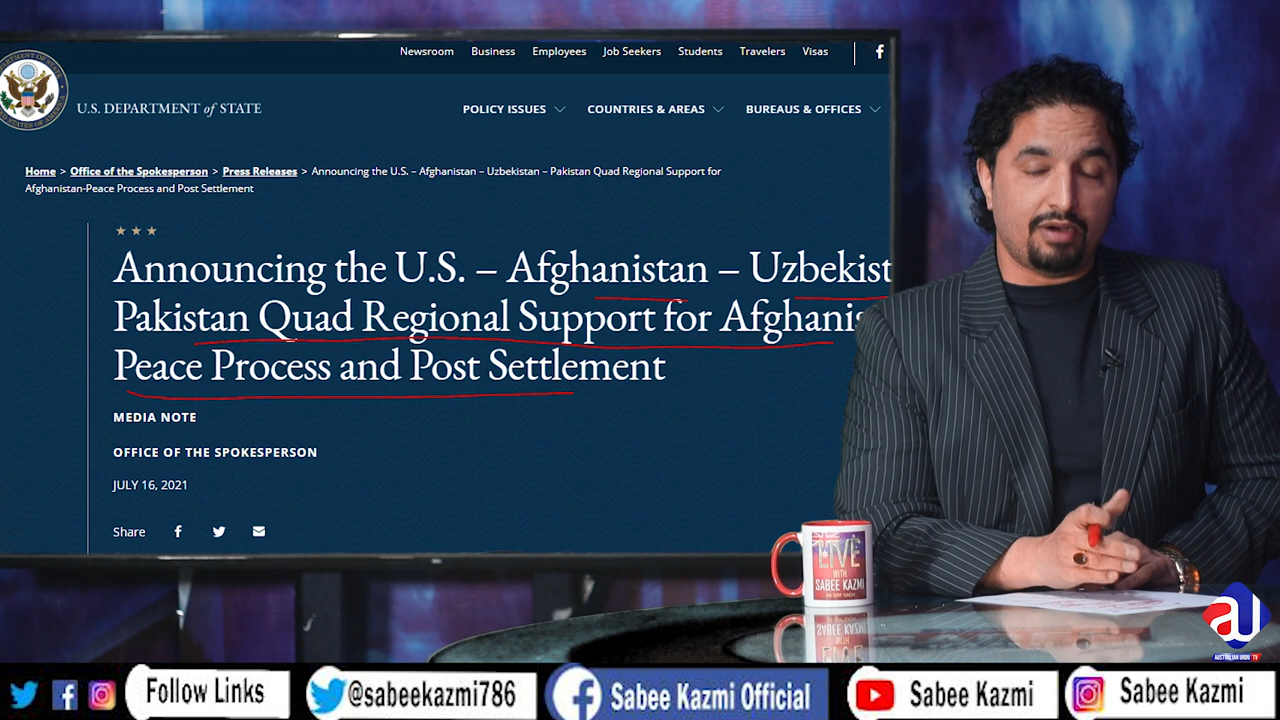 Newsroom Business Employees Job Seekers Students Travelers Visas
U.S. DEPARTMENT of STATE
POLICY ISSUES COUNTRIES & AREAS BUREAUS & OFFICES
Home > Office of the Spokesperson > Press Releases > Announcing the U.S. – Afghanistan – Uzbekistan – Pakistan Quad Regional Support for
Afghanistan-Peace Process and Post Settlement
Announcing the U.S. – Afghanistan – Uzbekist
Pakistan Quad Regional Support for Afghanis
Peace Process and Post Settlement
MEDIA NOTE
OFFICE OF THE SPOKESPERSON
JULY 16, 2021
Share
LIVE
WITH
SABEE KAZMI
AUSTRALIAN URDU TV
Follow Links
@sabeekazmi786
Sabee Kazmi Official
Sabee Kazmi
Sabee Kazmi